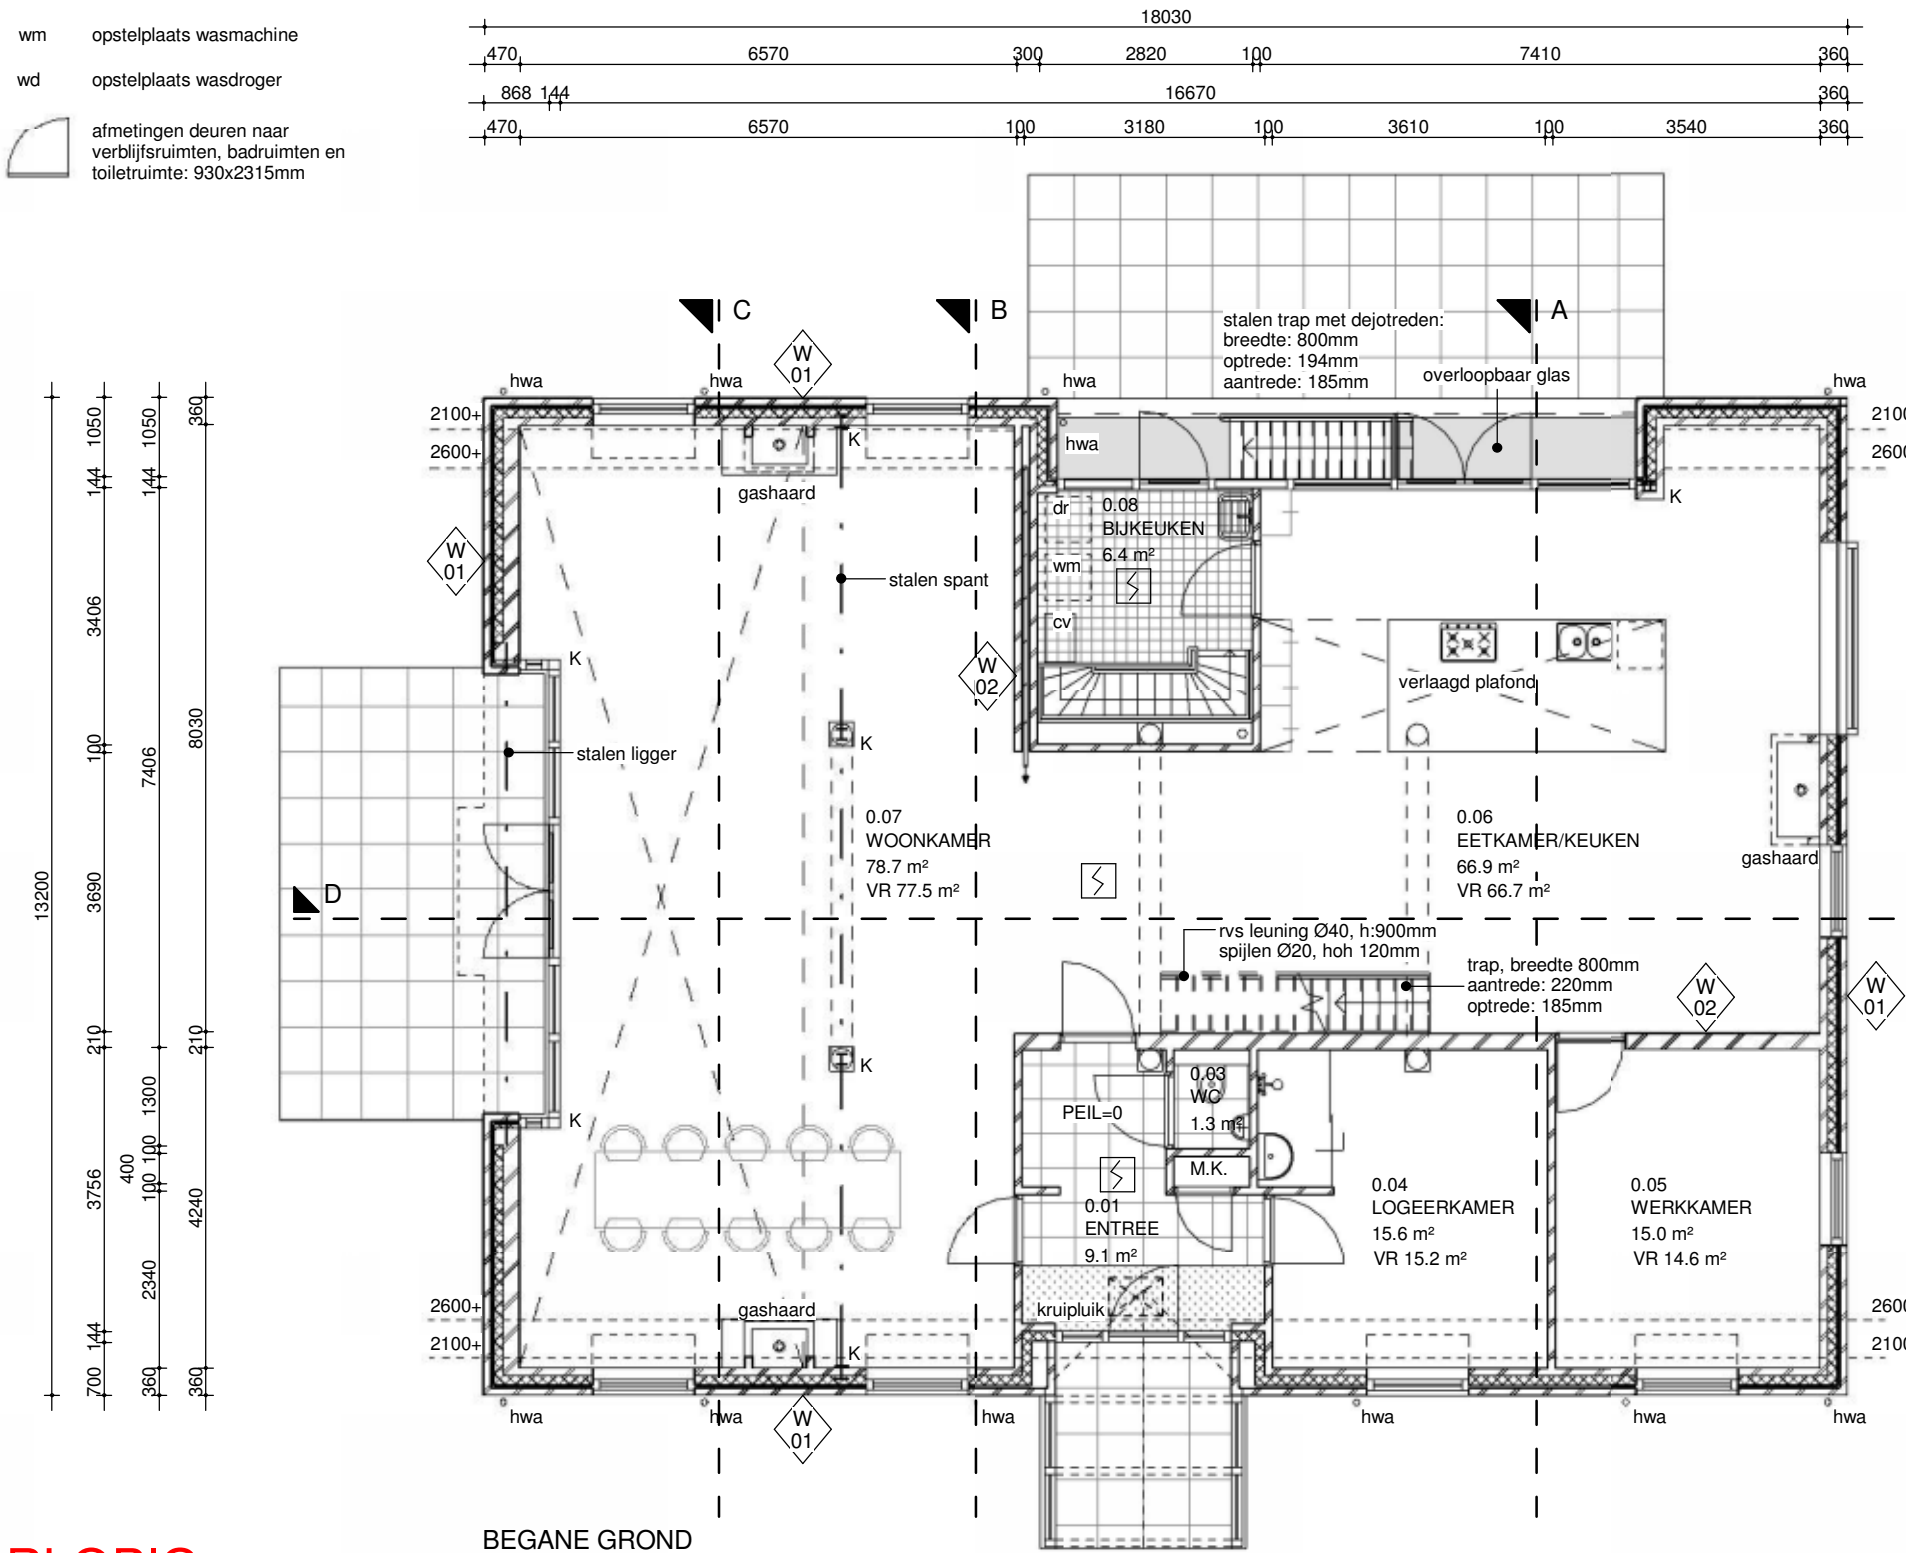 wm opstelplaats wasmachine
wd opstelplaats wasdroger
afmetingen deuren naar
verblijfsruimten, badruimten en
toiletruimte: 930x2315mm
18030
470 6570 300 2820 100 7410 360
868 144 16670 360
470 6570 100 3180 100 3610 100 3540 360
C
B
A
stalen trap met dejotreden:
breedte: 800mm
optrede: 194mm
aantrede: 185mm
overloopbaar glas
W
01
hwa
hwa
hwa
hwa
2100+
2600+
2100
2600
hwa
K
K
gashaard
dr
0.08
BIJKEUKEN
6.4 m²
wm
cv
W
01
stalen spant
K
W
02
verlaagd plafond
stalen ligger
K
0.07
WOONKAMER
78.7 m²
VR 77.5 m²
0.06
EETKAMER/KEUKEN
66.9 m²
VR 66.7 m²
gashaard
D
rvs leuning Ø40, h:900mm
spijlen Ø20, hoh 120mm
trap, breedte 800mm
aantrede: 220mm
optrede: 185mm
W
02
W
01
K
K
PEIL=0
0.03
WC
1.3 m²
M.K.
0.01
ENTREE
9.1 m²
0.04
LOGEERKAMER
15.6 m²
VR 15.2 m²
0.05
WERKKAMER
15.0 m²
VR 14.6 m²
kruipluik
gashaard
K
2600+
2100+
2600
2100
hwa
hwa
hwa
hwa
hwa
hwa
W
01
13200
1050 144 3406 100 3690 210 3756 144 700
1050 144 7406 1300 100 400 100 2340 360
360 8030 210 4240 360
BEGANE GROND